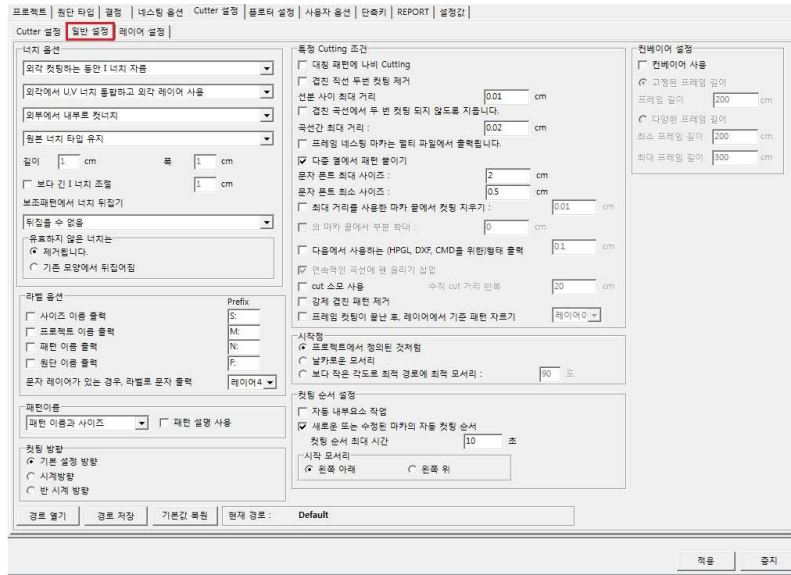 프로젝트 원단 타입 결정 네스팅 옵션 Cutter 설정 플로터 설정 사용자 옵션 단축키 REPORT 설정값
Cutter 설정 일반 설정 레이어 설정
너치 옵션
외각 컷팅하는 동안 I 너치 자름
외각에서 U,V 너치 통합하고 외각 레이어 사용
외부에서 내부로 컷너치
원본 너치 타입 유지
길이 1 cm 폭 1 cm
보다 긴 I 너치 조절 1 cm
보조패턴에서 너치 뒤집기
뒤집을 수 없음
유효하지 않은 너치는
제거됩니다.
기존 모양에서 뒤집어짐
라벨 옵션
Prefix
사이즈 이름 출력 S:
프로젝트 이름 출력 M:
패턴 이름 출력 N:
원단 이름 출력 F:
문자 레이어가 있는 경우, 라벨로 문자 출력 레이어4
패턴이름
패턴 이름과 사이즈 패턴 설명 사용
컷팅 방향
기본 설정 방향
시계방향
반 시계 방향
특정 Cutting 조건
대칭 패턴에 나비 Cutting
겹친 직선 두번 컷팅 제거
선분 사이 최대 거리 0.01 cm
겹친 곡선에서 두 번 컷팅 되지 않도록 지웁니다.
곡선간 최대 거리 : 0.02 cm
프레임 네스팅 마카는 멀티 파일에서 출력됩니다.
다중 열에서 패턴 붙이기
문자 폰트 최대 사이즈 : 2 cm
문자 폰트 최소 사이즈 : 0.5 cm
최대 거리를 사용한 마카 끝에서 컷팅 지우기 : 0.01 cm
의 마카 끝에서 부분 확대 : 0 cm
다음에서 사용하는 (HPGL, DXF, CMD을 위한)형태 출력 0.1 cm
연속적인 곡선에 펜 올리기 삽입
cut 소모 사용 수직 cut 거리 반복 20 cm
강제 겹친 패턴 제거
프레임 컷팅이 끝난 후, 레이어에서 기준 패턴 자르기 레이어0
시작점
프로젝트에서 정의된 것처럼
날카로운 모서리
보다 작은 각도로 최적 경로에 최적 모서리 : 90 도
컷팅 순서 설정
자동 내부요소 작업
새로운 또는 수정된 마카의 자동 컷팅 순서
컷팅 순서 최대 시간 10 초
시작 모서리
왼쪽 아래 왼쪽 위
컨베이어 설정
컨베이어 사용
고정된 프레임 길이
프레임 길이 200 cm
다양한 프레임 길이
최소 프레임 길이 200 cm
최대 프레임 길이 300 cm
경로 열기 경로 저장 기본값 복원 현재 경로 : Default
적용 중지